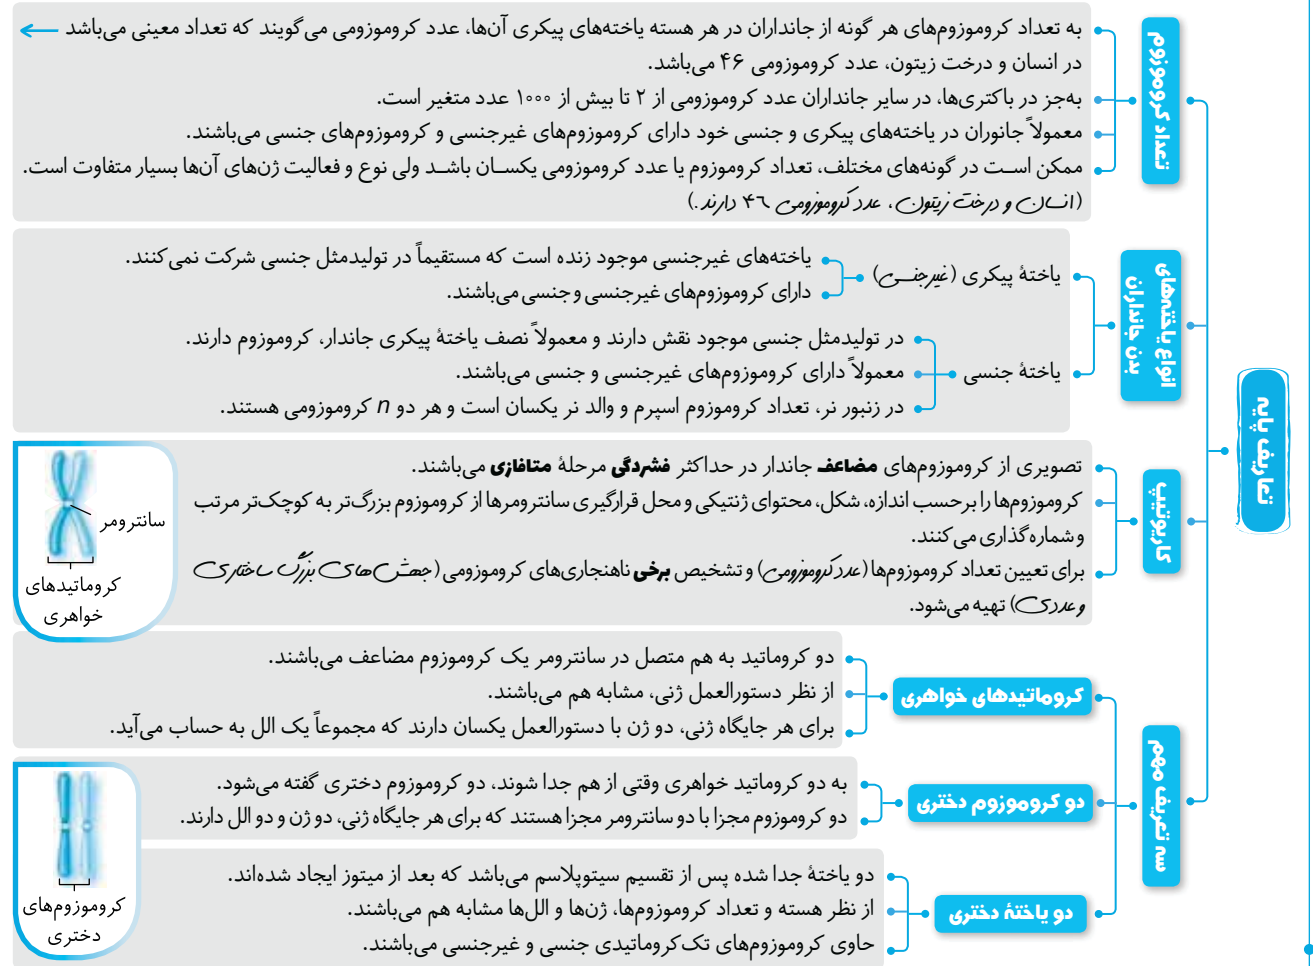 تعاریف پایه
تعداد کروموزوم
به تعداد کروموزوم‌های هر گونه از جانداران در هر هسته یاخته‌های پیکری آن‌ها، عدد کروموزومی می‌گویند که تعداد معینی می‌باشد
در انسان و درخت زیتون، عدد کروموزومی ۴۶ می‌باشد.
به‌جز در باکتری‌ها، در سایر جانداران عدد کروموزومی از ۲ تا بیش از ۱۰۰۰ عدد متغیر است.
معمولاً جانوران در یاخته‌های پیکری و جنسی خود دارای کروموزوم‌های غیرجنسی و کروموزوم‌های جنسی می‌باشند.
ممکن است در گونه‌های مختلف، تعداد کروموزوم یا عدد کروموزومی یکسان باشد ولی نوع و فعالیت ژن‌های آن‌ها بسیار متفاوت است.
(انسان و درخت زیتون، عدد کروموزومی ۴۶ دارند.)
انواع یاخته‌های
بدن جانداران
یاختهٔ پیکری (غیرجنسی)
یاخته‌های غیرجنسی موجود زنده است که مستقیماً در تولیدمثل جنسی شرکت نمی‌کنند.
دارای کروموزوم‌های غیرجنسی و جنسی می‌باشند.
یاختهٔ جنسی
در تولیدمثل جنسی موجود نقش دارند و معمولاً نصف یاختهٔ پیکری جاندار، کروموزوم دارند.
معمولاً دارای کروموزوم‌های غیرجنسی و جنسی می‌باشند.
در زنبور نر، تعداد کروموزوم اسپرم و والد نر یکسان است و هر دو n کروموزومی هستند.
کاریوتیپ
تصویری از کروموزوم‌های مضاعف جاندار در حداکثر فشردگی مرحلهٔ متافازی می‌باشند.
کروموزوم‌ها را برحسب اندازه، شکل، محتوای ژنتیکی و محل قرارگیری سانترومرها از کروموزوم بزرگ‌تر به کوچک‌تر مرتب
و شماره‌گذاری می‌کنند.
برای تعیین تعداد کروموزوم‌ها (عدد کروموزومی) و تشخیص برخی ناهنجاری‌های کروموزومی (جهش‌های بزرگ ساختاری
و عددی) تهیه می‌شود.
سانترومر
کروماتیدهای
خواهری
سه تعریف مهم
کروماتیدهای خواهری
دو کروماتید به هم متصل در سانترومر یک کروموزوم مضاعف می‌باشند.
از نظر دستورالعمل ژنی، مشابه هم می‌باشند.
برای هر جایگاه ژنی، دو ژن با دستورالعمل یکسان دارند که مجموعاً یک الل به حساب می‌آید.
دو کروموزوم دختری
به دو کروماتید خواهری وقتی از هم جدا شوند، دو کروموزوم دختری گفته می‌شود.
دو کروموزوم مجزا با دو سانترومر مجزا هستند که برای هر جایگاه ژنی، دو ژن و دو الل دارند.
کروموزوم‌های
دختری
دو یاختهٔ دختری
دو یاختهٔ جدا شده پس از تقسیم سیتوپلاسم می‌باشد که بعد از میتوز ایجاد شده‌اند.
از نظر هسته و تعداد کروموزوم‌ها، ژن‌ها و الل‌ها مشابه هم می‌باشند.
حاوی کروموزوم‌های تک‌کروماتیدی جنسی و غیرجنسی می‌باشند.